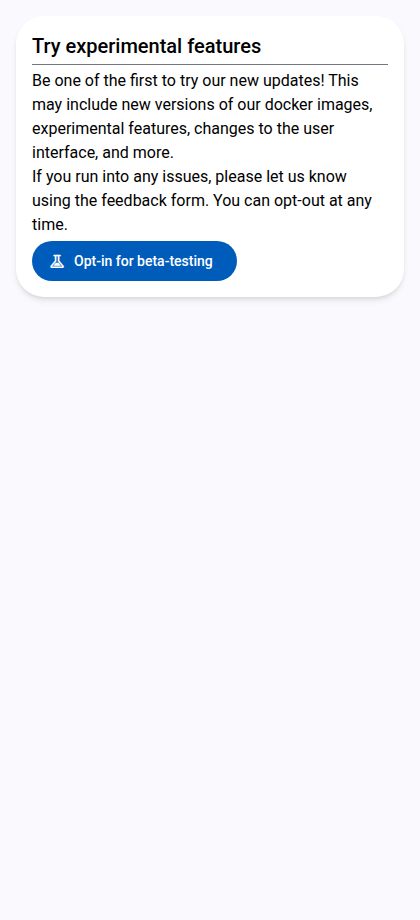 Try experimental features
Be one of the first to try our new updates! This
may include new versions of our docker images,
experimental features, changes to the user
interface, and more.
If you run into any issues, please let us know
using the feedback form. You can opt-out at any
time.
Opt-in for beta-testing